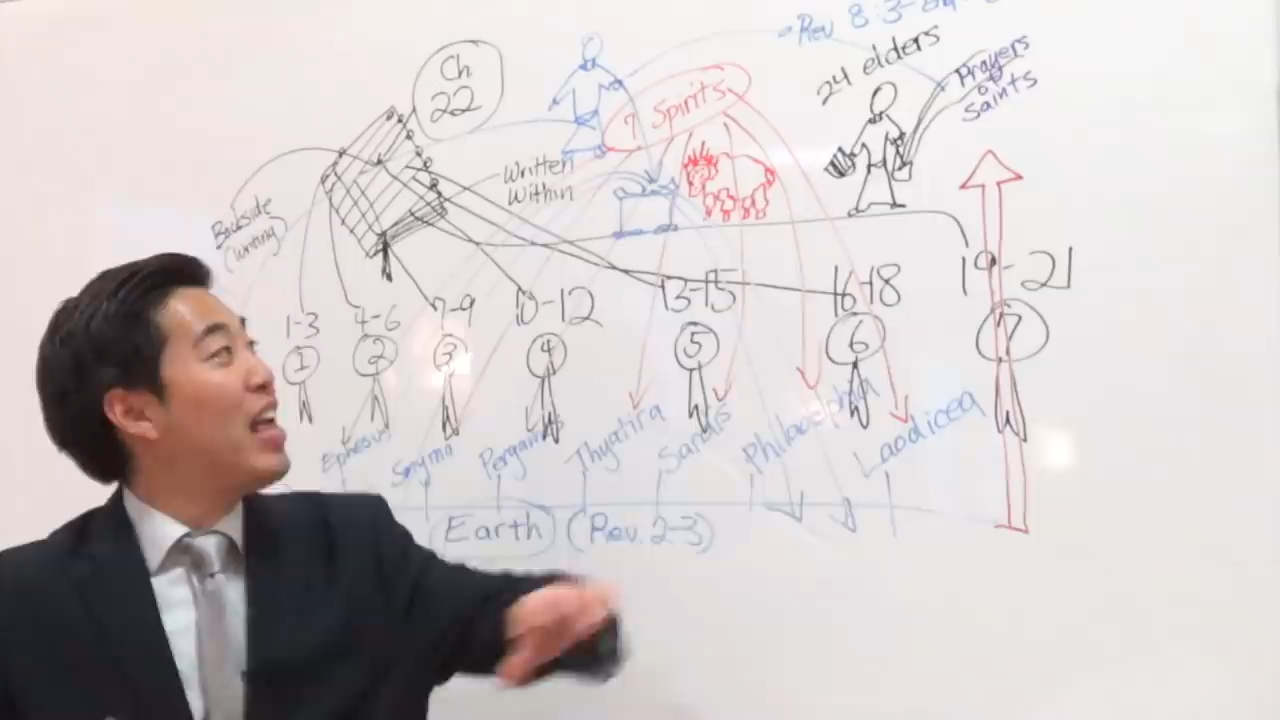 Rev 8:3-
Ch
22
7 Spirits
24 elders
Prayers
of
Saints
Written
Within
Backside
(writing)
1-3
4-6
7-9
10-12
13-15
16-18
19-21
1
2
3
4
5
6
7
Ephesus
Smyrna
Pergamos
Thyatira
Sardis
Laodicea
Earth (Rev. 2-3)